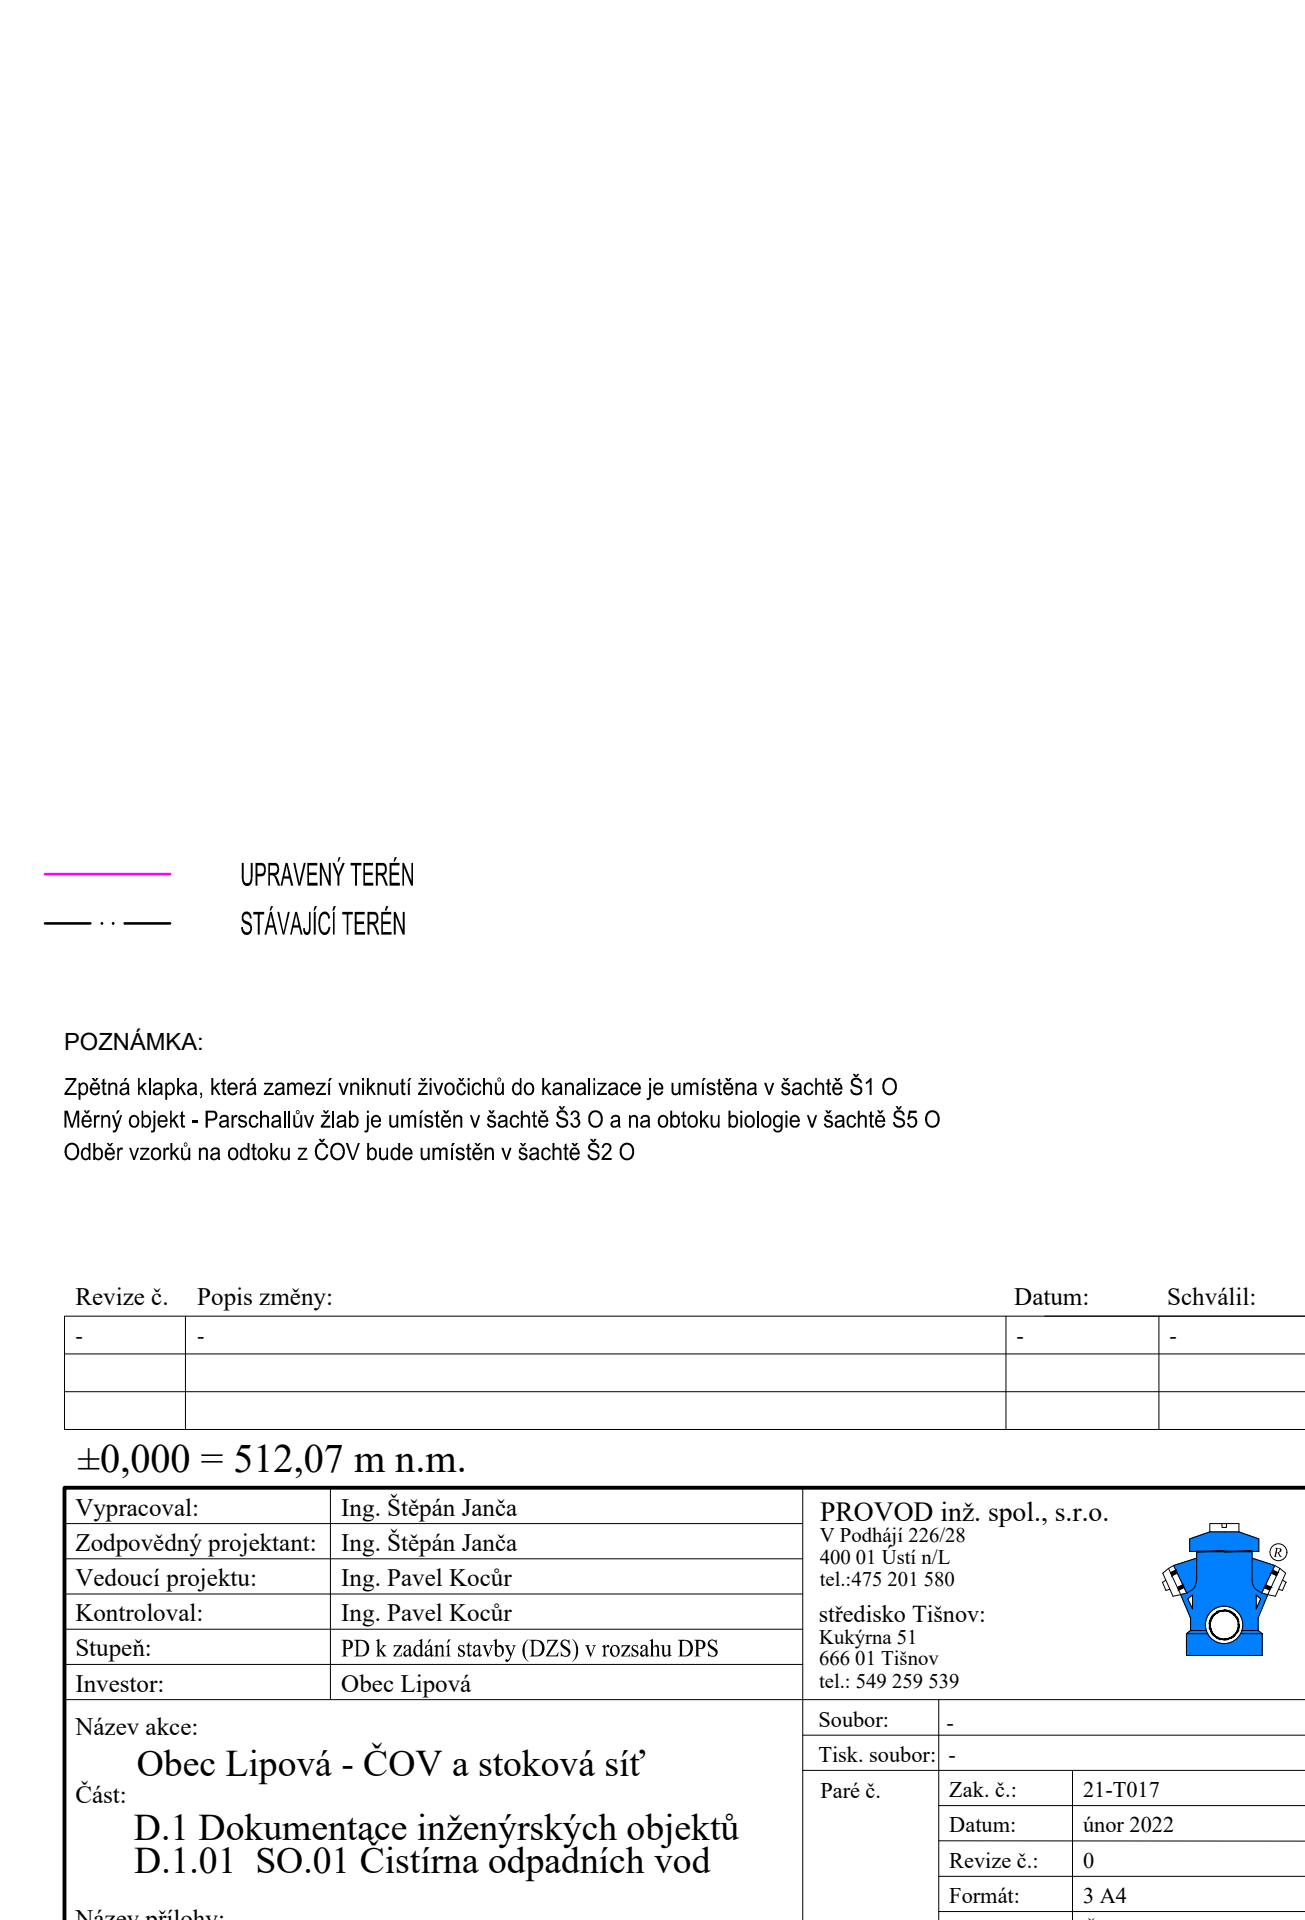 UPRAVENÝ TERÉN
STÁVAJÍCÍ TERÉN
POZNÁMKA:
Zpětná klapka, která zamezí vniknutí živočichů do kanalizace je umístěna v šachtě Š1 O
Měrný objekt - Parschallův žlab je umístěn v šachtě Š3 O a na obtoku biologie v šachtě Š5 O
Odběr vzorků na odtoku z ČOV bude umístěn v šachtě Š2 O
Revize č. Popis změny: Datum: Schválil:
- - - -
±0,000 = 512,07 m n.m.
Vypracoval: Ing. Štěpán Janča
Zodpovědný projektant: Ing. Štěpán Janča
Vedoucí projektu: Ing. Pavel Kocůr
Kontroloval: Ing. Pavel Kocůr
Stupeň: PD k zadání stavby (DZS) v rozsahu DPS
Investor: Obec Lipová
PROVOD inž. spol., s.r.o.
V Podhájí 226/28
400 01 Ústí n/L
tel.:475 201 580
středisko Tišnov:
Kukýrna 51
666 01 Tišnov
tel.: 549 259 539
®
Název akce:
Obec Lipová - ČOV a stoková síť
Část:
D.1 Dokumentace inženýrských objektů
D.1.01 SO.01 Čistírna odpadních vod
Název přílohy:
Soubor: -
Tisk. soubor: -
Paré č.
Zak. č.: 21-T017
Datum: únor 2022
Revize č.: 0
Formát: 3 A4